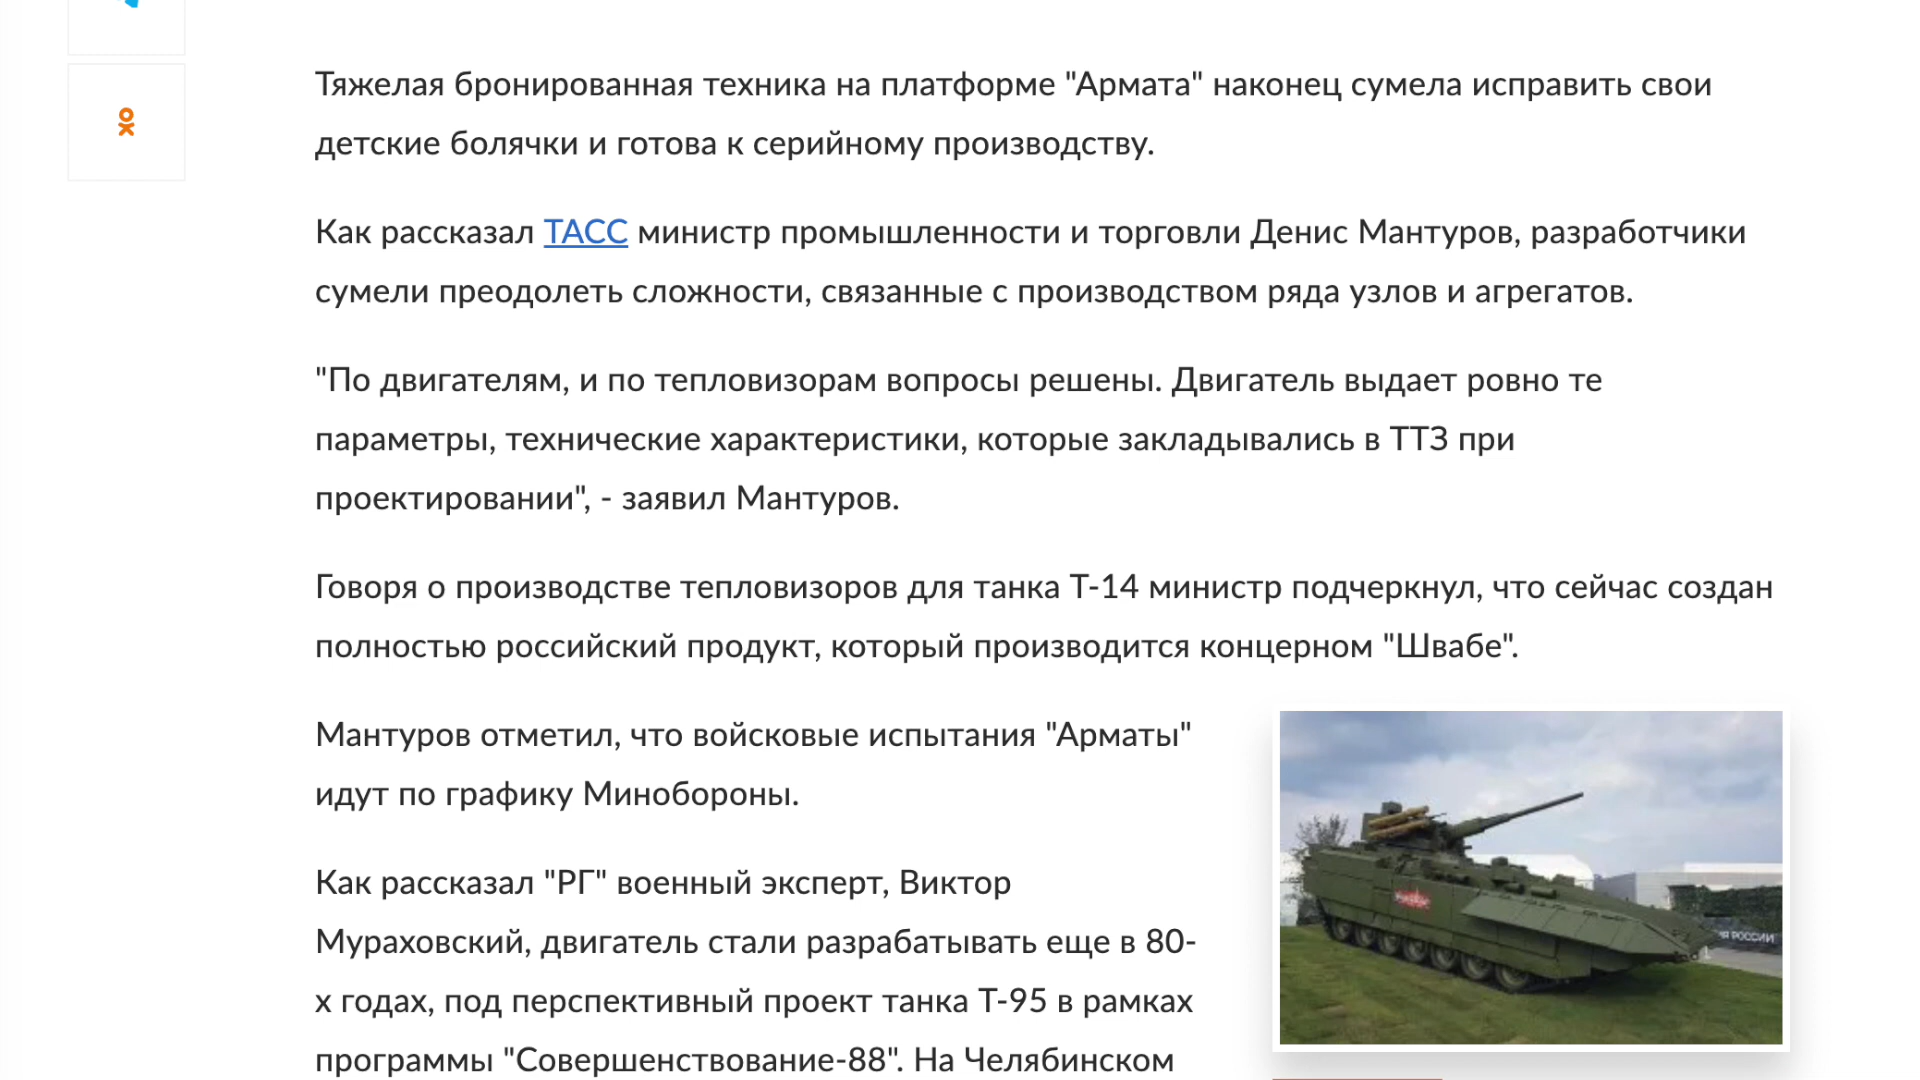 Тяжелая бронированная техника на платформе "Армата" наконец сумела исправить свои
детские болячки и готова к серийному производству.
Как рассказал ТАСС министр промышленности и торговли Денис Мантуров, разработчики
сумели преодолеть сложности, связанные с производством ряда узлов и агрегатов.
"По двигателям, и по тепловизорам вопросы решены. Двигатель выдает ровно те
параметры, технические характеристики, которые закладывались в ТТЗ при
проектировании", - заявил Мантуров.
Говоря о производстве тепловизоров для танка Т-14 министр подчеркнул, что сейчас создан
полностью российский продукт, который производится концерном "Швабе".
Мантуров отметил, что войсковые испытания "Арматы"
идут по графику Минобороны.
Как рассказал "РГ" военный эксперт, Виктор
Мураховский, двигатель стали разрабатывать еще в 80-
х годах, под перспективный проект танка Т-95 в рамках
программы "Совершенствование-88". На Челябинском
РОССИИ